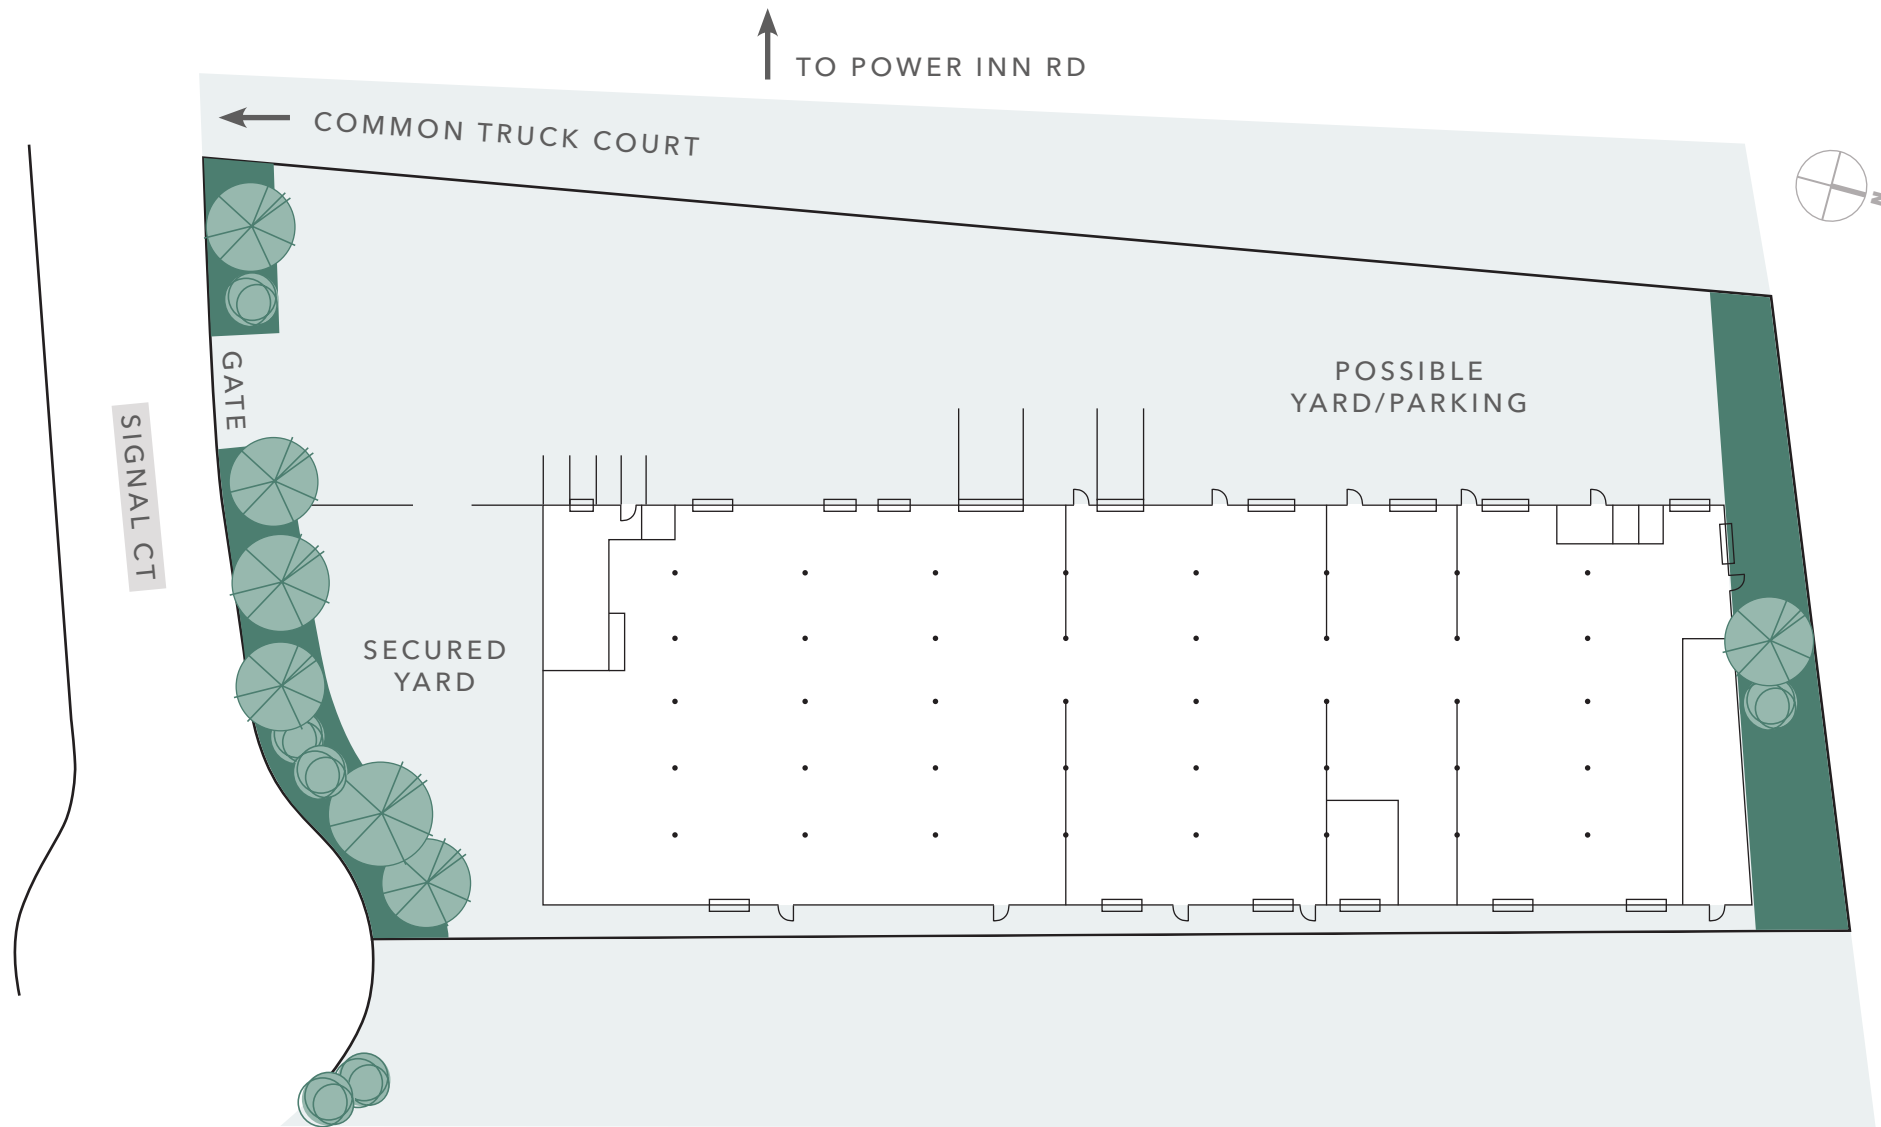 TO POWER INN RD
COMMON TRUCK COURT
N
GATE
POSSIBLE
YARD/PARKING
SIGNAL CT
SECURED
YARD